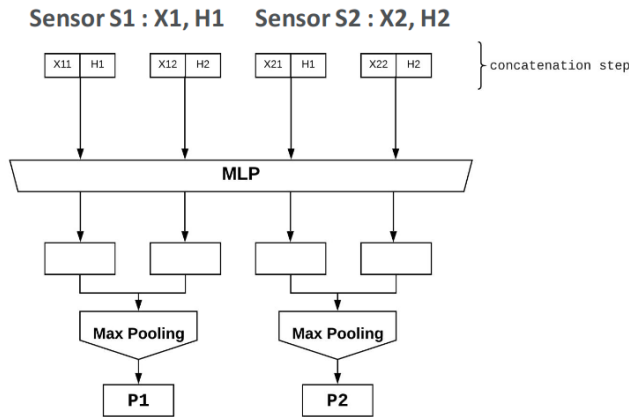 Sensor S1 : X1, H1 Sensor S2 : X2, H2
X11 H1 X12 H2 X21 H1 X22 H2
concatenation step
MLP
Max Pooling Max Pooling
P1 P2